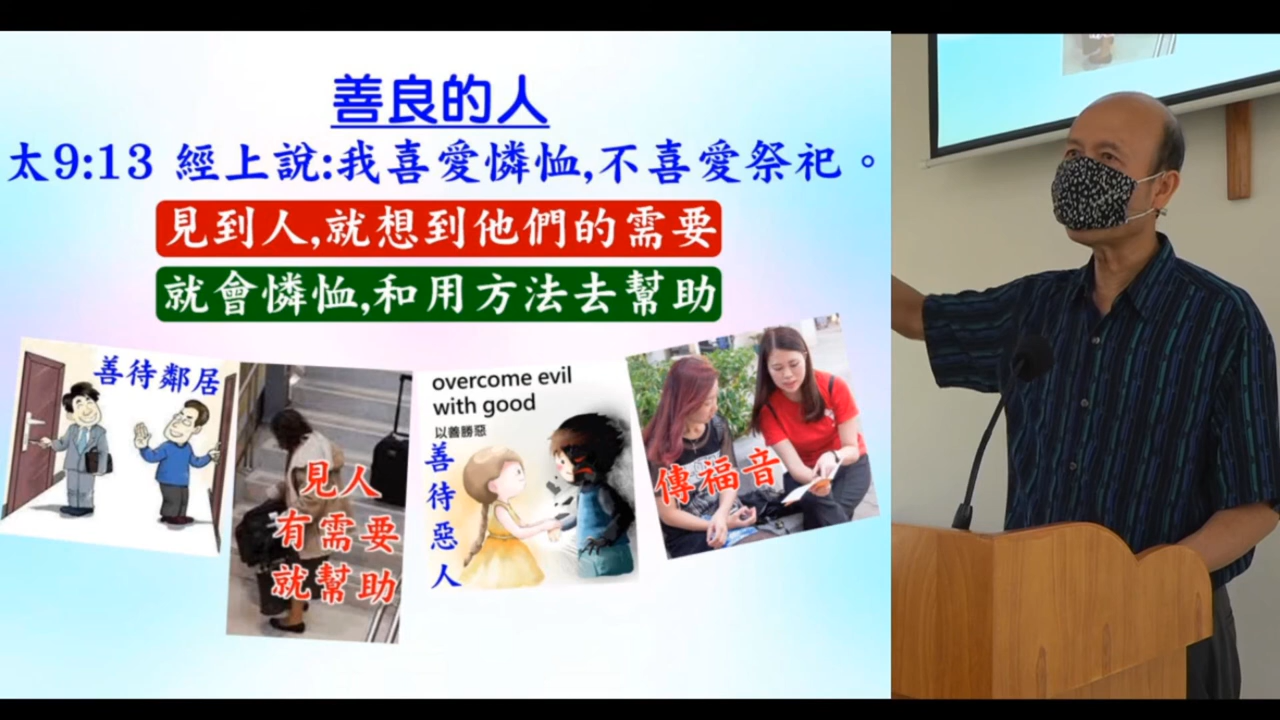 善良的人
太9:13 經上說:我喜愛憐恤,不喜愛祭祀。
見到人,就想到他們的需要
就會憐恤,和用方法去幫助
善待鄰居
見人
有需要
就幫助
overcome evil
with good
以善勝惡
善待惡人
傳福音